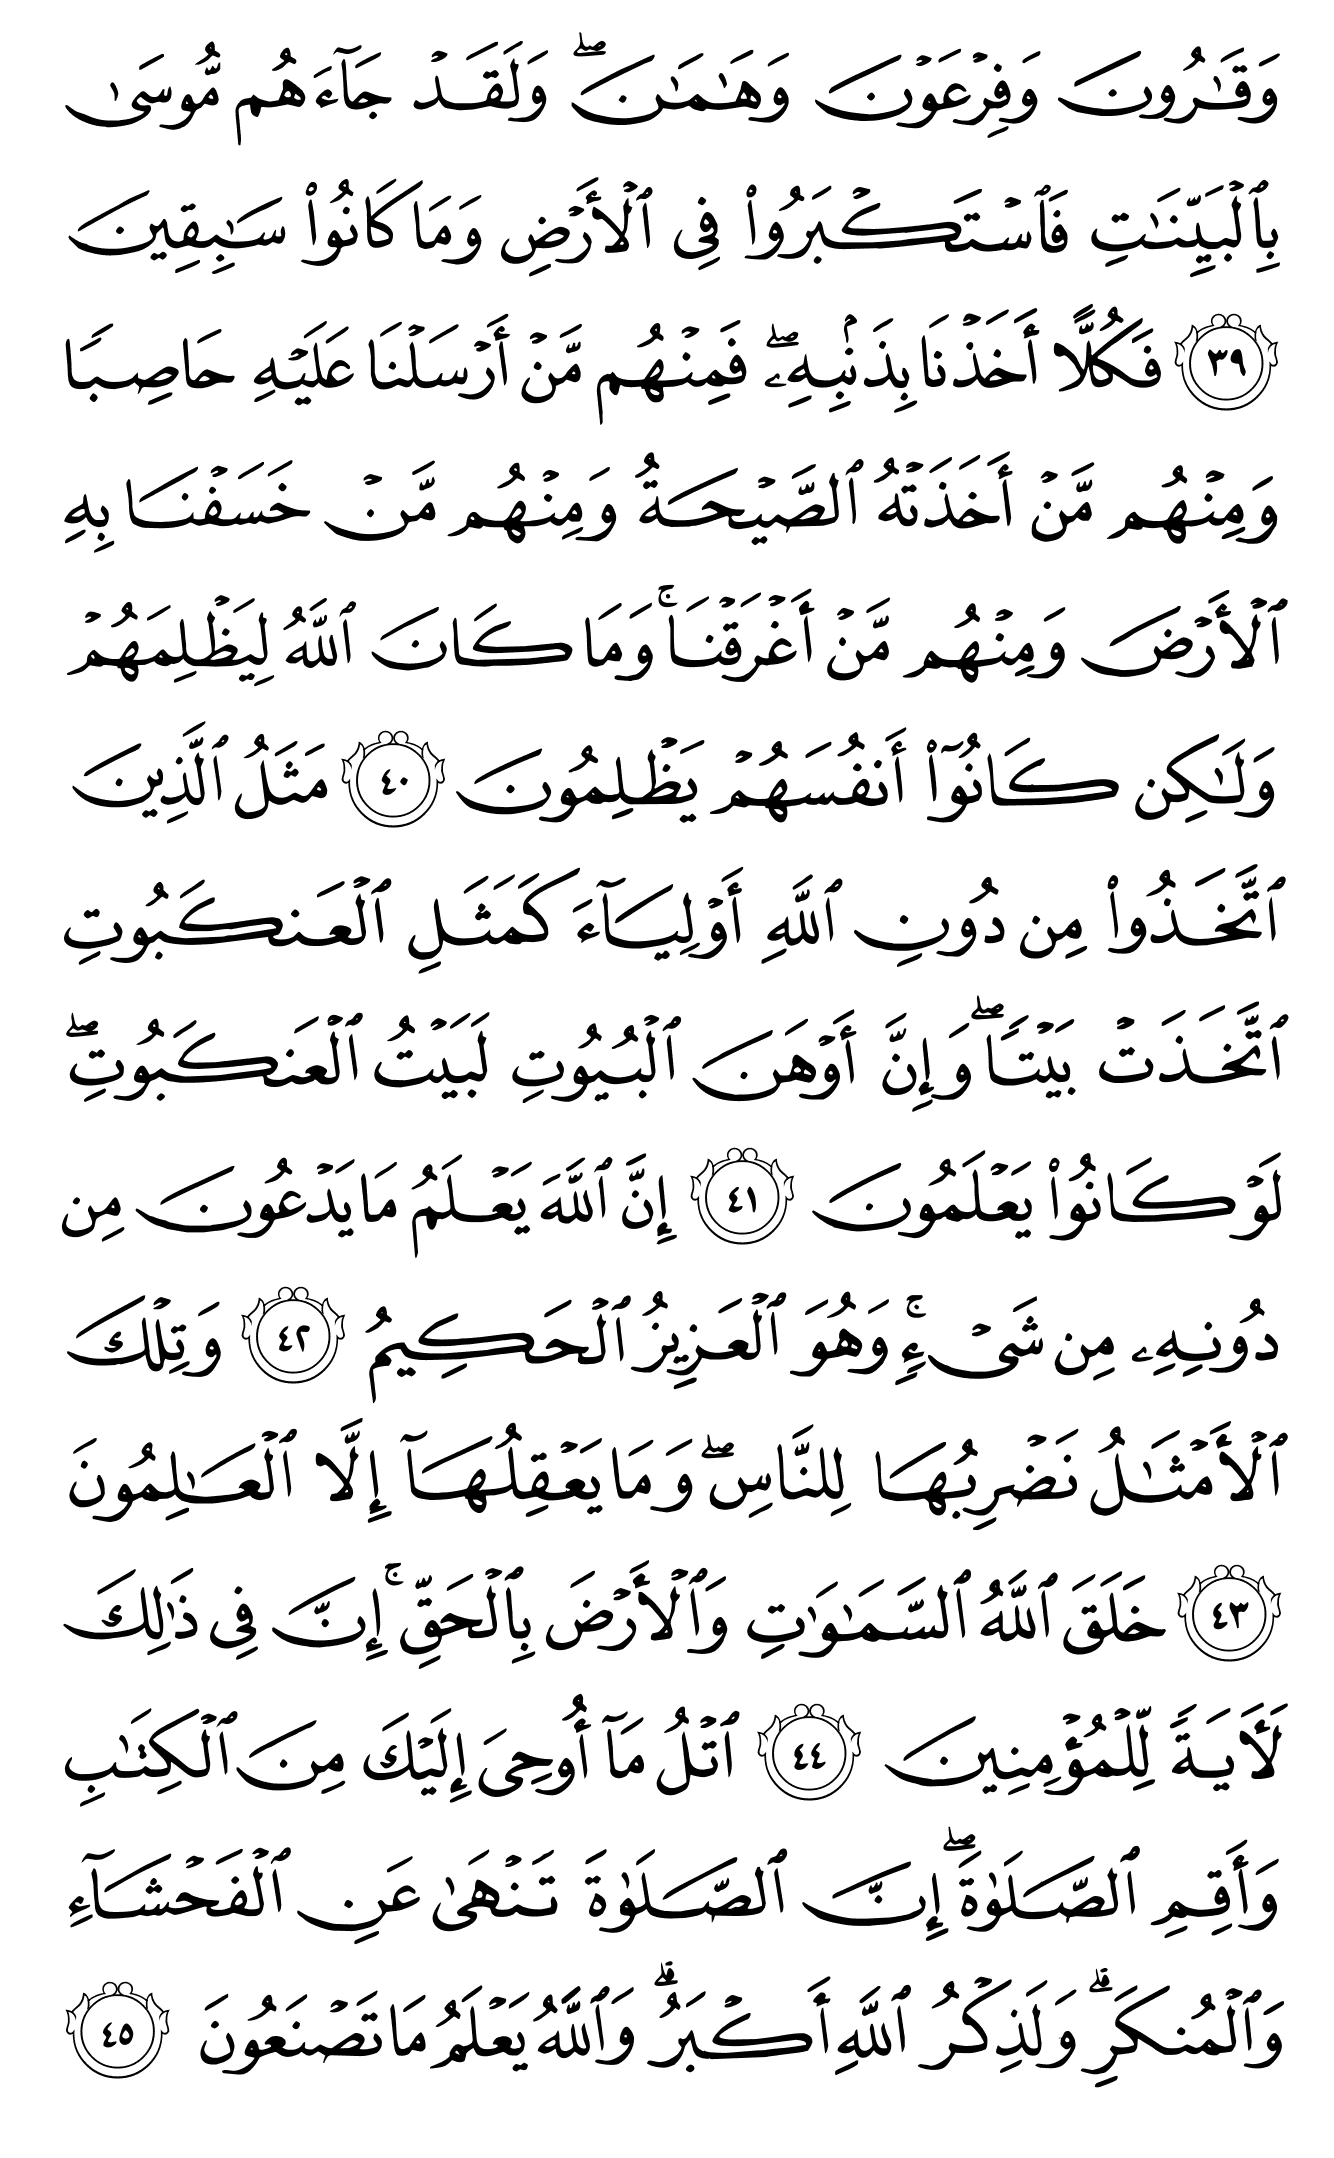 وَقَٰرُونَ وَفِرْعَوْنَ وَهَٰمَٰنَ ۖ وَلَقَدْ جَآءَهُم مُّوسَىٰ
بِٱلْبَيِّنَٰتِ فَٱسْتَكْبَرُوا۟ فِى ٱلْأَرْضِ وَمَا كَانُوا۟ سَٰبِقِينَ
٣٩ فَكُلًّا أَخَذْنَا بِذَنۢبِهِۦ ۖ فَمِنْهُم مَّنْ أَرْسَلْنَا عَلَيْهِ حَاصِبًا
وَمِنْهُم مَّنْ أَخَذَتْهُ ٱلصَّيْحَةُ وَمِنْهُم مَّنْ خَسَفْنَا بِهِ
ٱلْأَرْضَ وَمِنْهُم مَّنْ أَغْرَقْنَا ۚ وَمَا كَانَ ٱللَّهُ لِيَظْلِمَهُمْ
وَلَٰكِن كَانُوٓا۟ أَنفُسَهُمْ يَظْلِمُونَ ٤٠ مَثَلُ ٱلَّذِينَ
ٱتَّخَذُوا۟ مِن دُونِ ٱللَّهِ أَوْلِيَآءَ كَمَثَلِ ٱلْعَنكَبُوتِ
ٱتَّخَذَتْ بَيْتًا ۖ وَإِنَّ أَوْهَنَ ٱلْبُيُوتِ لَبَيْتُ ٱلْعَنكَبُوتِ ۖ
لَوْ كَانُوا۟ يَعْلَمُونَ ٤١ إِنَّ ٱللَّهَ يَعْلَمُ مَا يَدْعُونَ مِن
دُونِهِۦ مِن شَىْءٍ ۚ وَهُوَ ٱلْعَزِيزُ ٱلْحَكِيمُ ٤٢ وَتِلْكَ
ٱلْأَمْثَٰلُ نَضْرِبُهَا لِلنَّاسِ ۖ وَمَا يَعْقِلُهَآ إِلَّا ٱلْعَٰلِمُونَ
٤٣ خَلَقَ ٱللَّهُ ٱلسَّمَٰوَٰتِ وَٱلْأَرْضَ بِٱلْحَقِّ ۚ إِنَّ فِى ذَٰلِكَ
لَـَٔايَةً لِّلْمُؤْمِنِينَ ٤٤ ٱتْلُ مَآ أُوحِىَ إِلَيْكَ مِنَ ٱلْكِتَٰبِ
وَأَقِمِ ٱلصَّلَوٰةَ ۖ إِنَّ ٱلصَّلَوٰةَ تَنْهَىٰ عَنِ ٱلْفَحْشَآءِ
وَٱلْمُنكَرِ ۗ وَلَذِكْرُ ٱللَّهِ أَكْبَرُ ۗ وَٱللَّهُ يَعْلَمُ مَا تَصْنَعُونَ ٤٥